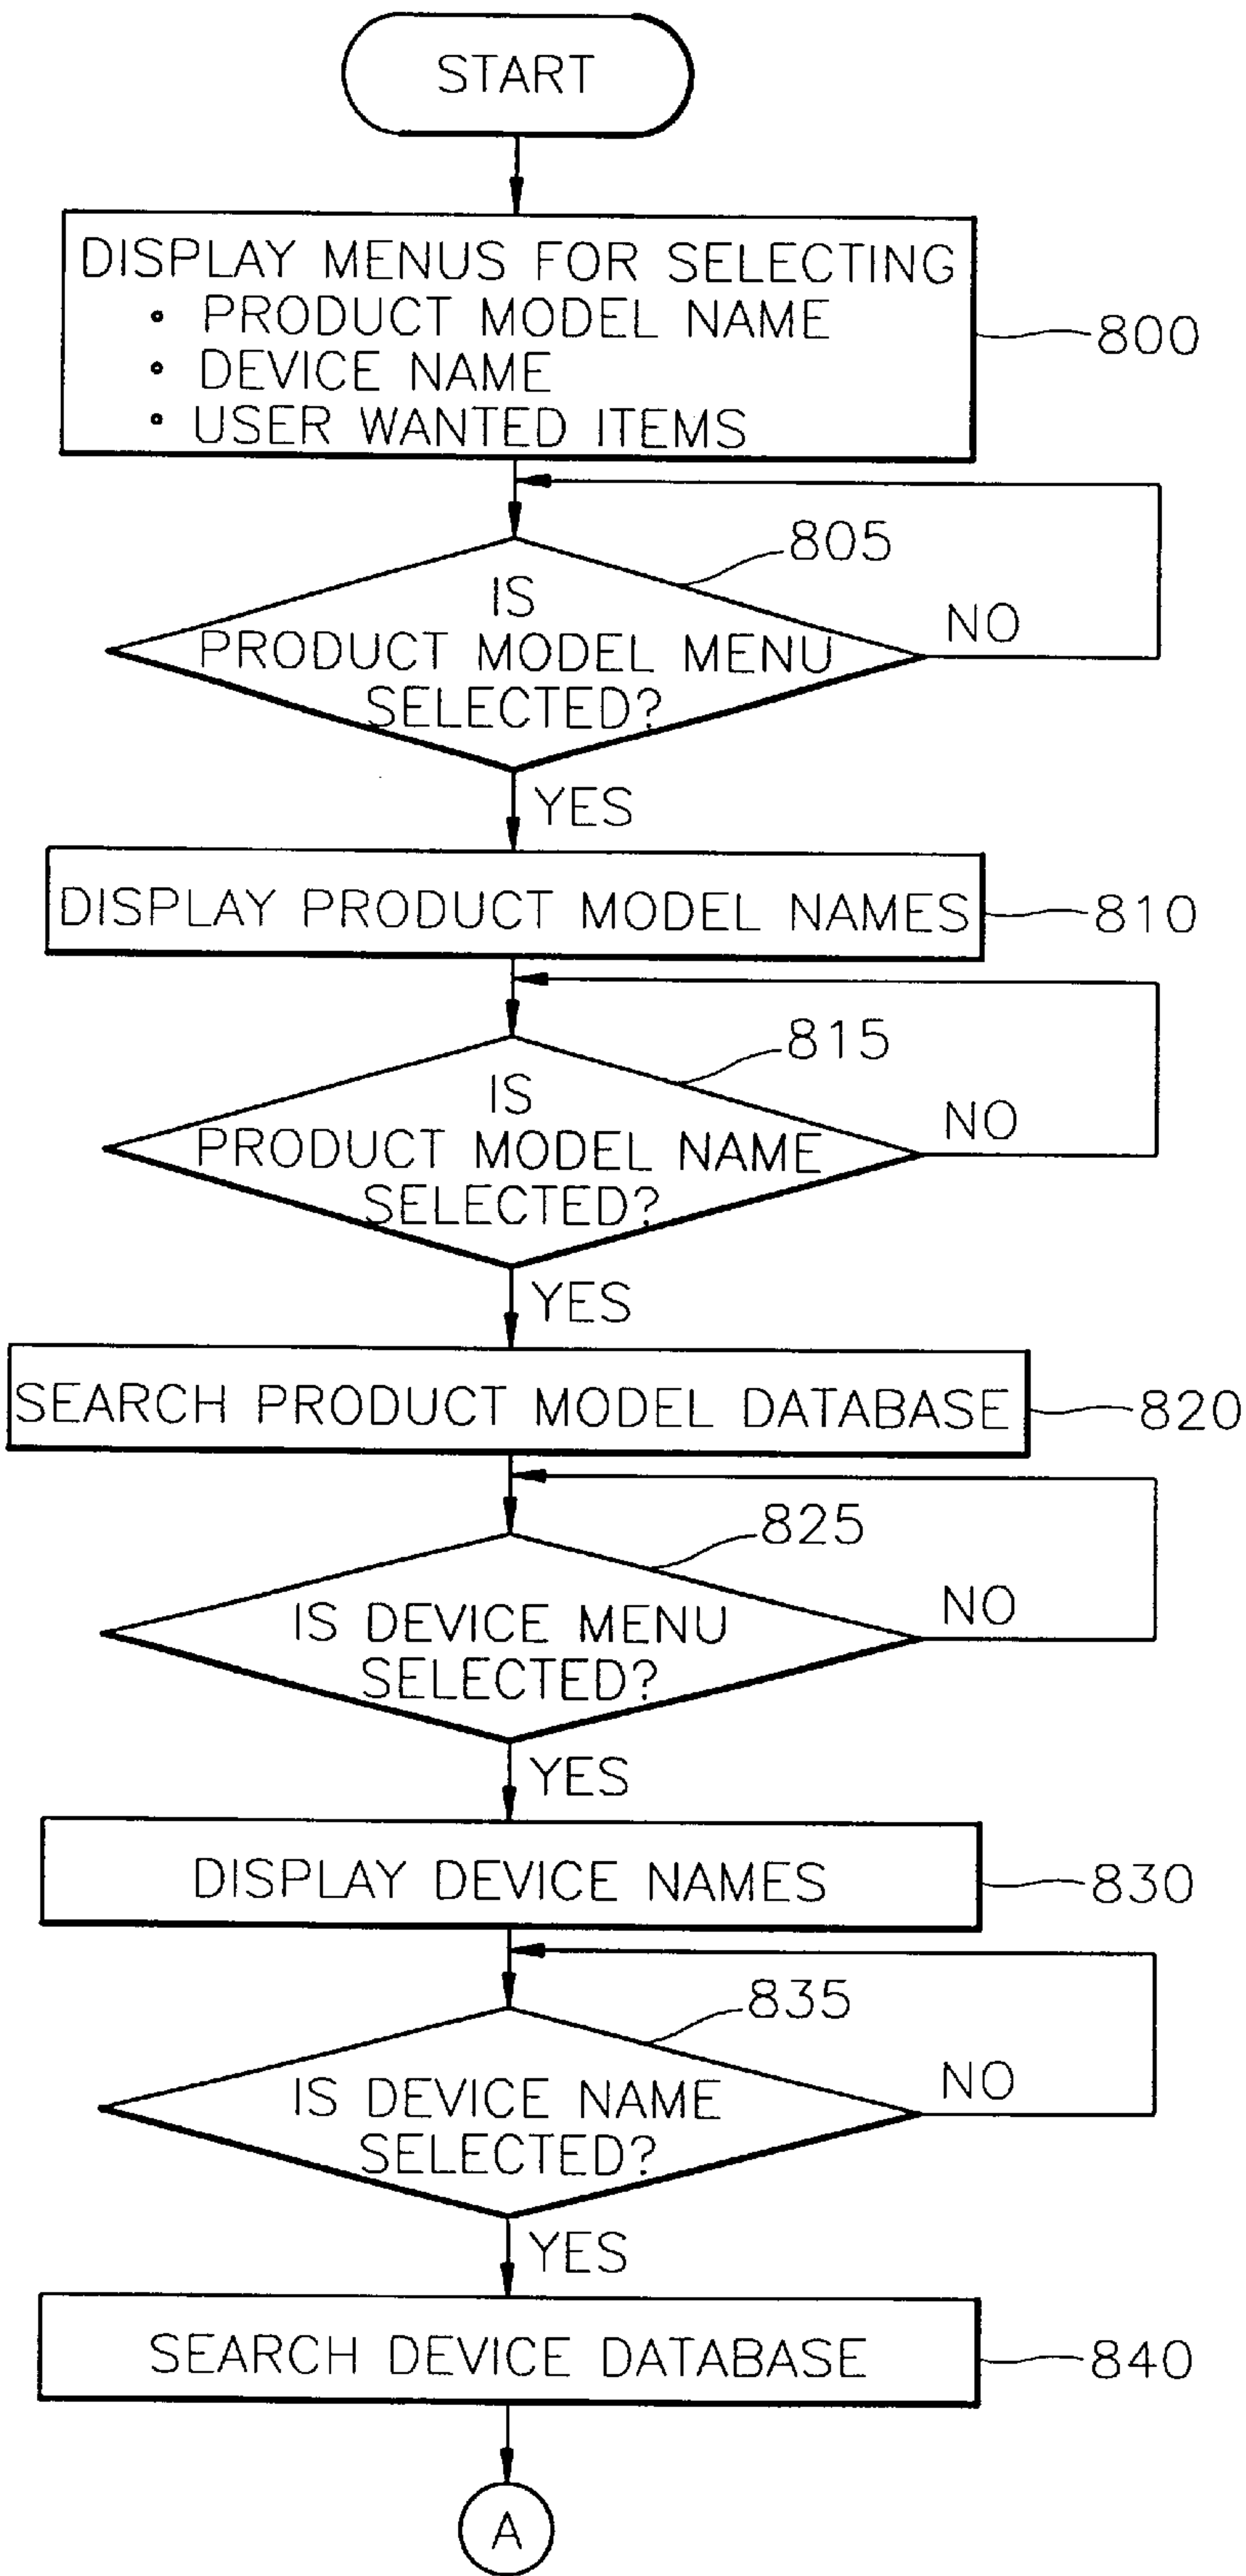 START
DISPLAY MENUS FOR SELECTING
• PRODUCT MODEL NAME
• DEVICE NAME
• USER WANTED ITEMS
800
805
IS
PRODUCT MODEL MENU
SELECTED?
NO
YES
DISPLAY PRODUCT MODEL NAMES
810
815
IS
PRODUCT MODEL NAME
SELECTED?
NO
YES
SEARCH PRODUCT MODEL DATABASE
820
825
IS DEVICE MENU
SELECTED?
NO
YES
DISPLAY DEVICE NAMES
830
835
IS DEVICE NAME
SELECTED?
NO
YES
SEARCH DEVICE DATABASE
840
A